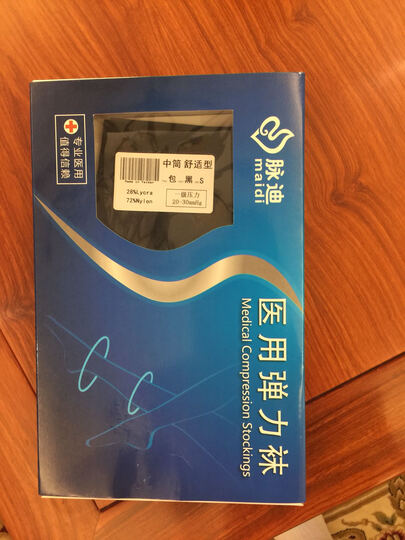 脉迪
maidi
专业医用
值得信赖
中筒 舒适型
包 黑 S
28%Lycra
72%Nylon
一级压力
20-30mmHg
医用弹力袜
Medical Compression Stockings